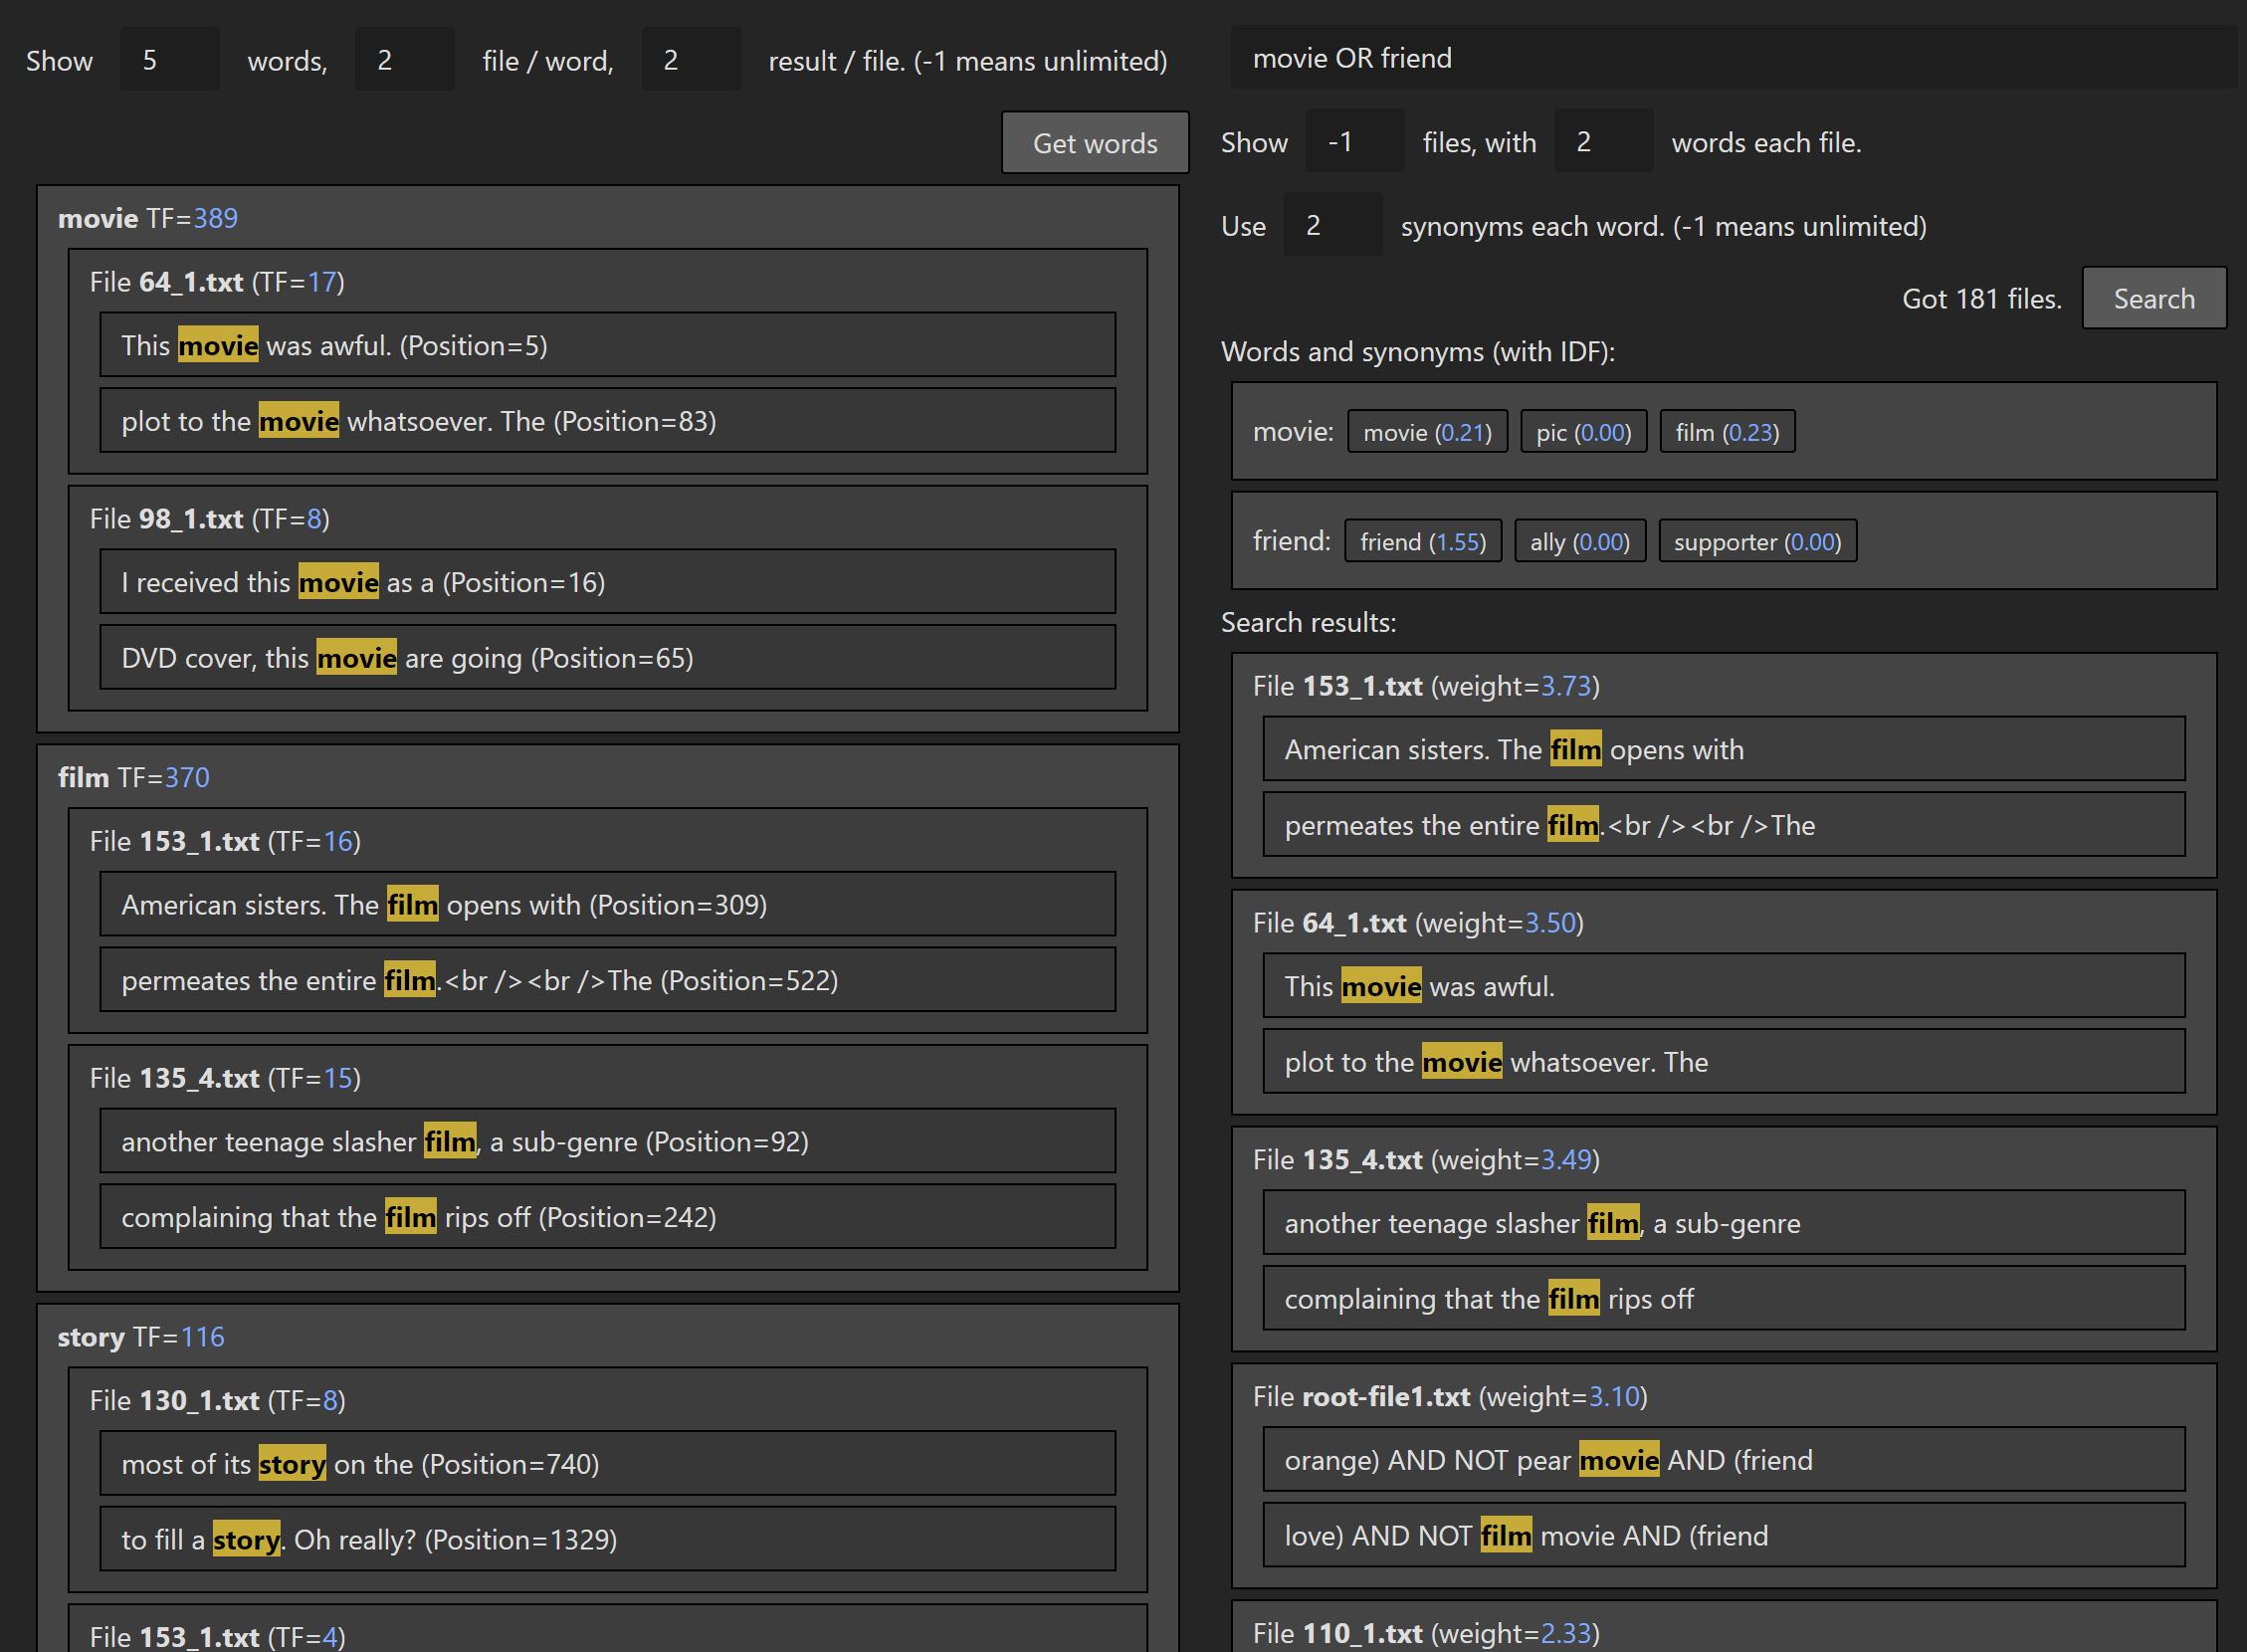 Show 5 words, 2 file / word, 2 result / file. (-1 means unlimited)
Get words
movie TF=389
File 64_1.txt (TF=17)
This movie was awful. (Position=5)
plot to the movie whatsoever. The (Position=83)
File 98_1.txt (TF=8)
I received this movie as a (Position=16)
DVD cover, this movie are going (Position=65)
film TF=370
File 153_1.txt (TF=16)
American sisters. The film opens with (Position=309)
permeates the entire film.<br /><br />The (Position=522)
File 135_4.txt (TF=15)
another teenage slasher film, a sub-genre (Position=92)
complaining that the film rips off (Position=242)
story TF=116
File 130_1.txt (TF=8)
most of its story on the (Position=740)
to fill a story. Oh really? (Position=1329)
File 153_1.txt (TF=4)
movie OR friend
Show -1 files, with 2 words each file.
Use 2 synonyms each word. (-1 means unlimited)
Got 181 files. Search
Words and synonyms (with IDF):
movie: movie (0.21) pic (0.00) film (0.23)
friend: friend (1.55) ally (0.00) supporter (0.00)
Search results:
File 153_1.txt (weight=3.73)
American sisters. The film opens with
permeates the entire film.<br /><br />The
File 64_1.txt (weight=3.50)
This movie was awful.
plot to the movie whatsoever. The
File 135_4.txt (weight=3.49)
another teenage slasher film, a sub-genre
complaining that the film rips off
File root-file1.txt (weight=3.10)
orange) AND NOT pear movie AND (friend
love) AND NOT film movie AND (friend
File 110_1.txt (weight=2.33)